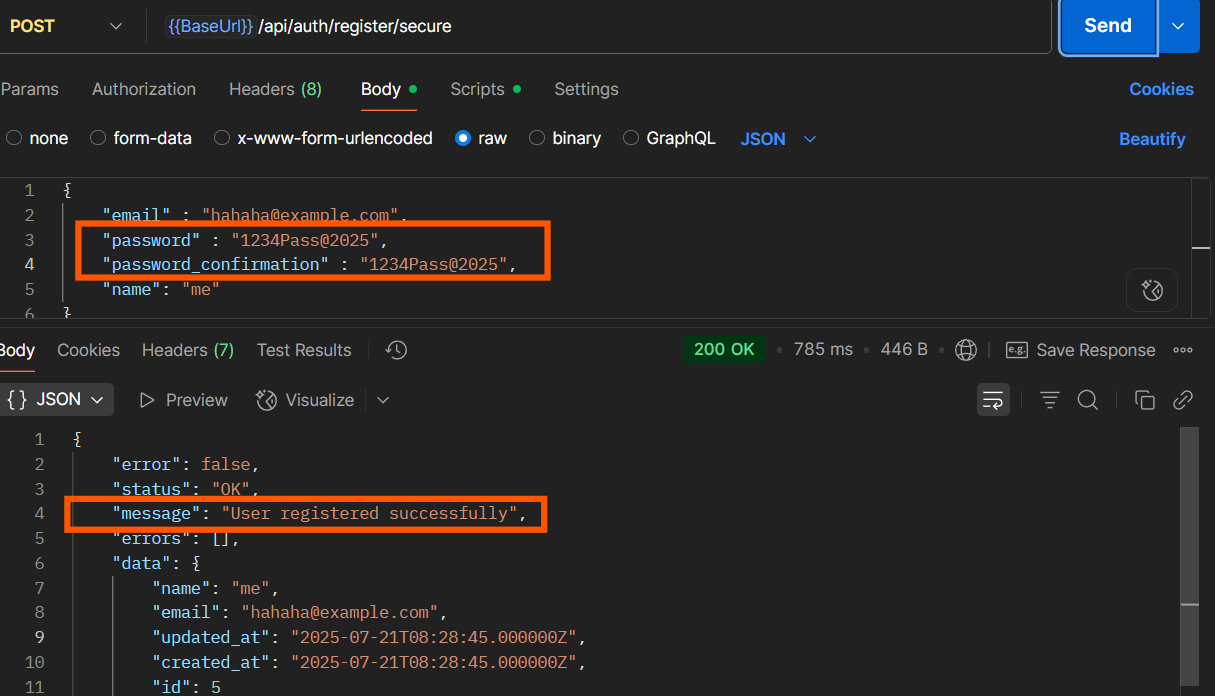 POST {{BaseUrl}} /api/auth/register/secure Send
Params Authorization Headers (8) Body Scripts Settings Cookies
none form-data x-www-form-urlencoded raw binary GraphQL JSON Beautify
1 {
2 "email" : "hahaha@example.com",
3 "password" : "1234Pass@2025",
4 "password_confirmation" : "1234Pass@2025",
5 "name": "me"
6 }
Body Cookies Headers (7) Test Results 200 OK • 785 ms • 446 B • e.g. Save Response
{} JSON Preview Visualize
1 {
2 "error": false,
3 "status": "OK",
4 "message": "User registered successfully",
5 "errors": [],
6 "data": {
7 "name": "me",
8 "email": "hahaha@example.com",
9 "updated_at": "2025-07-21T08:28:45.000000Z",
10 "created_at": "2025-07-21T08:28:45.000000Z",
11 "id": 5